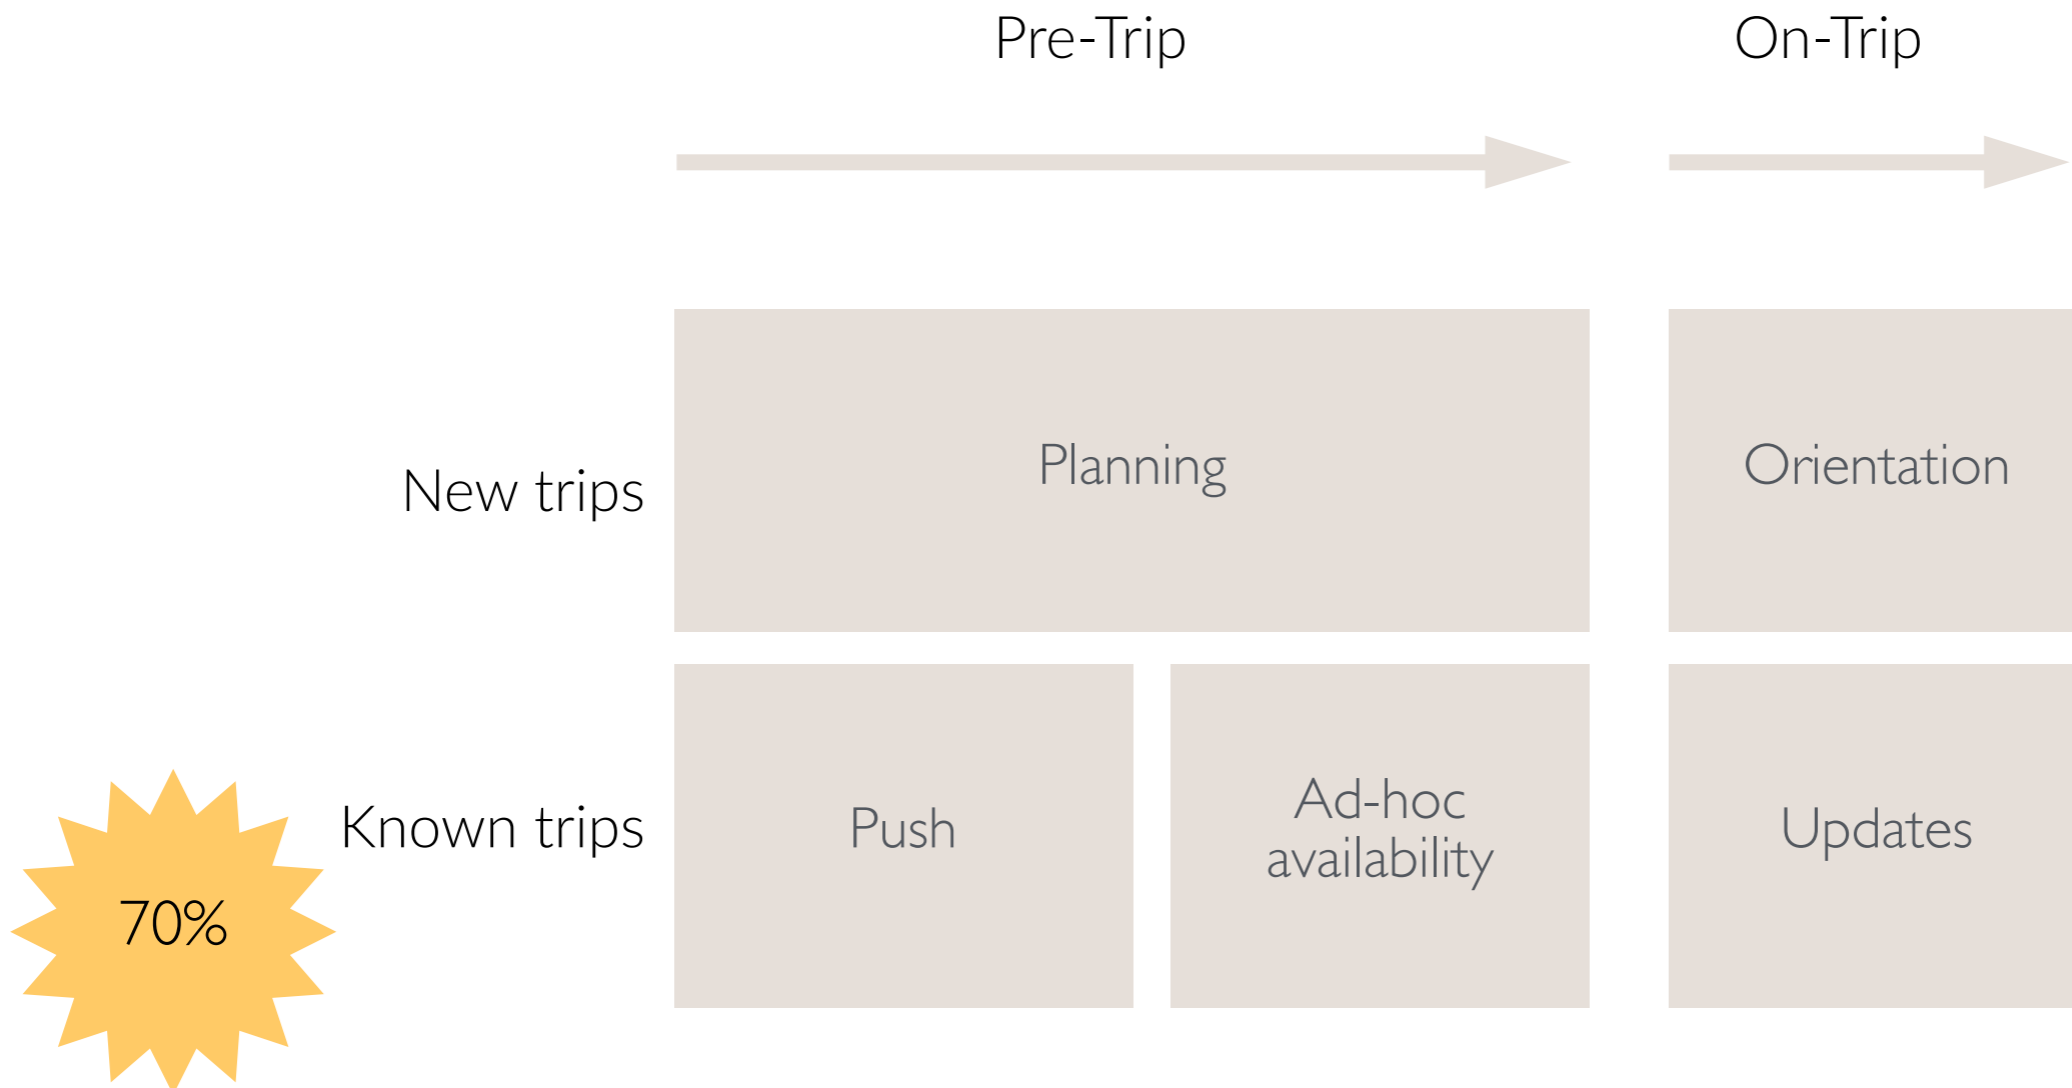 Pre-Trip
On-Trip
New trips
Planning
Orientation
Known trips
Push
Ad-hoc
availability
Updates
70%